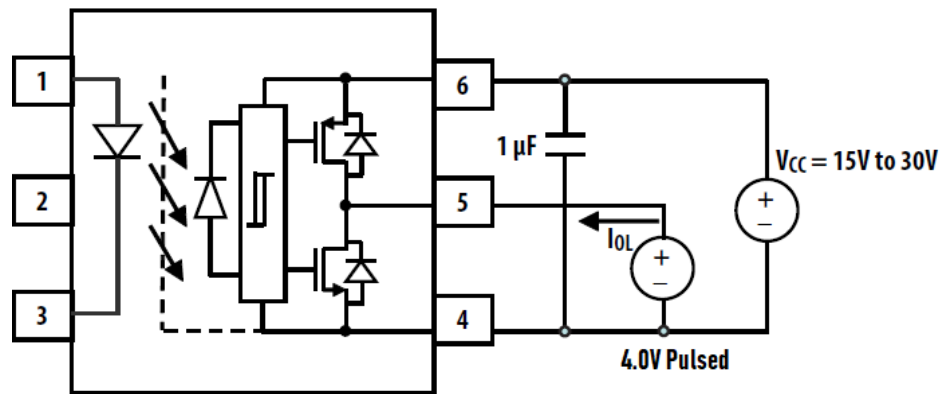 1
2
3
6
5
4
1 µF
V<sub>CC</sub> = 15V to 30V
I<sub>OL</sub>
+
–
+
–
4.0V Pulsed